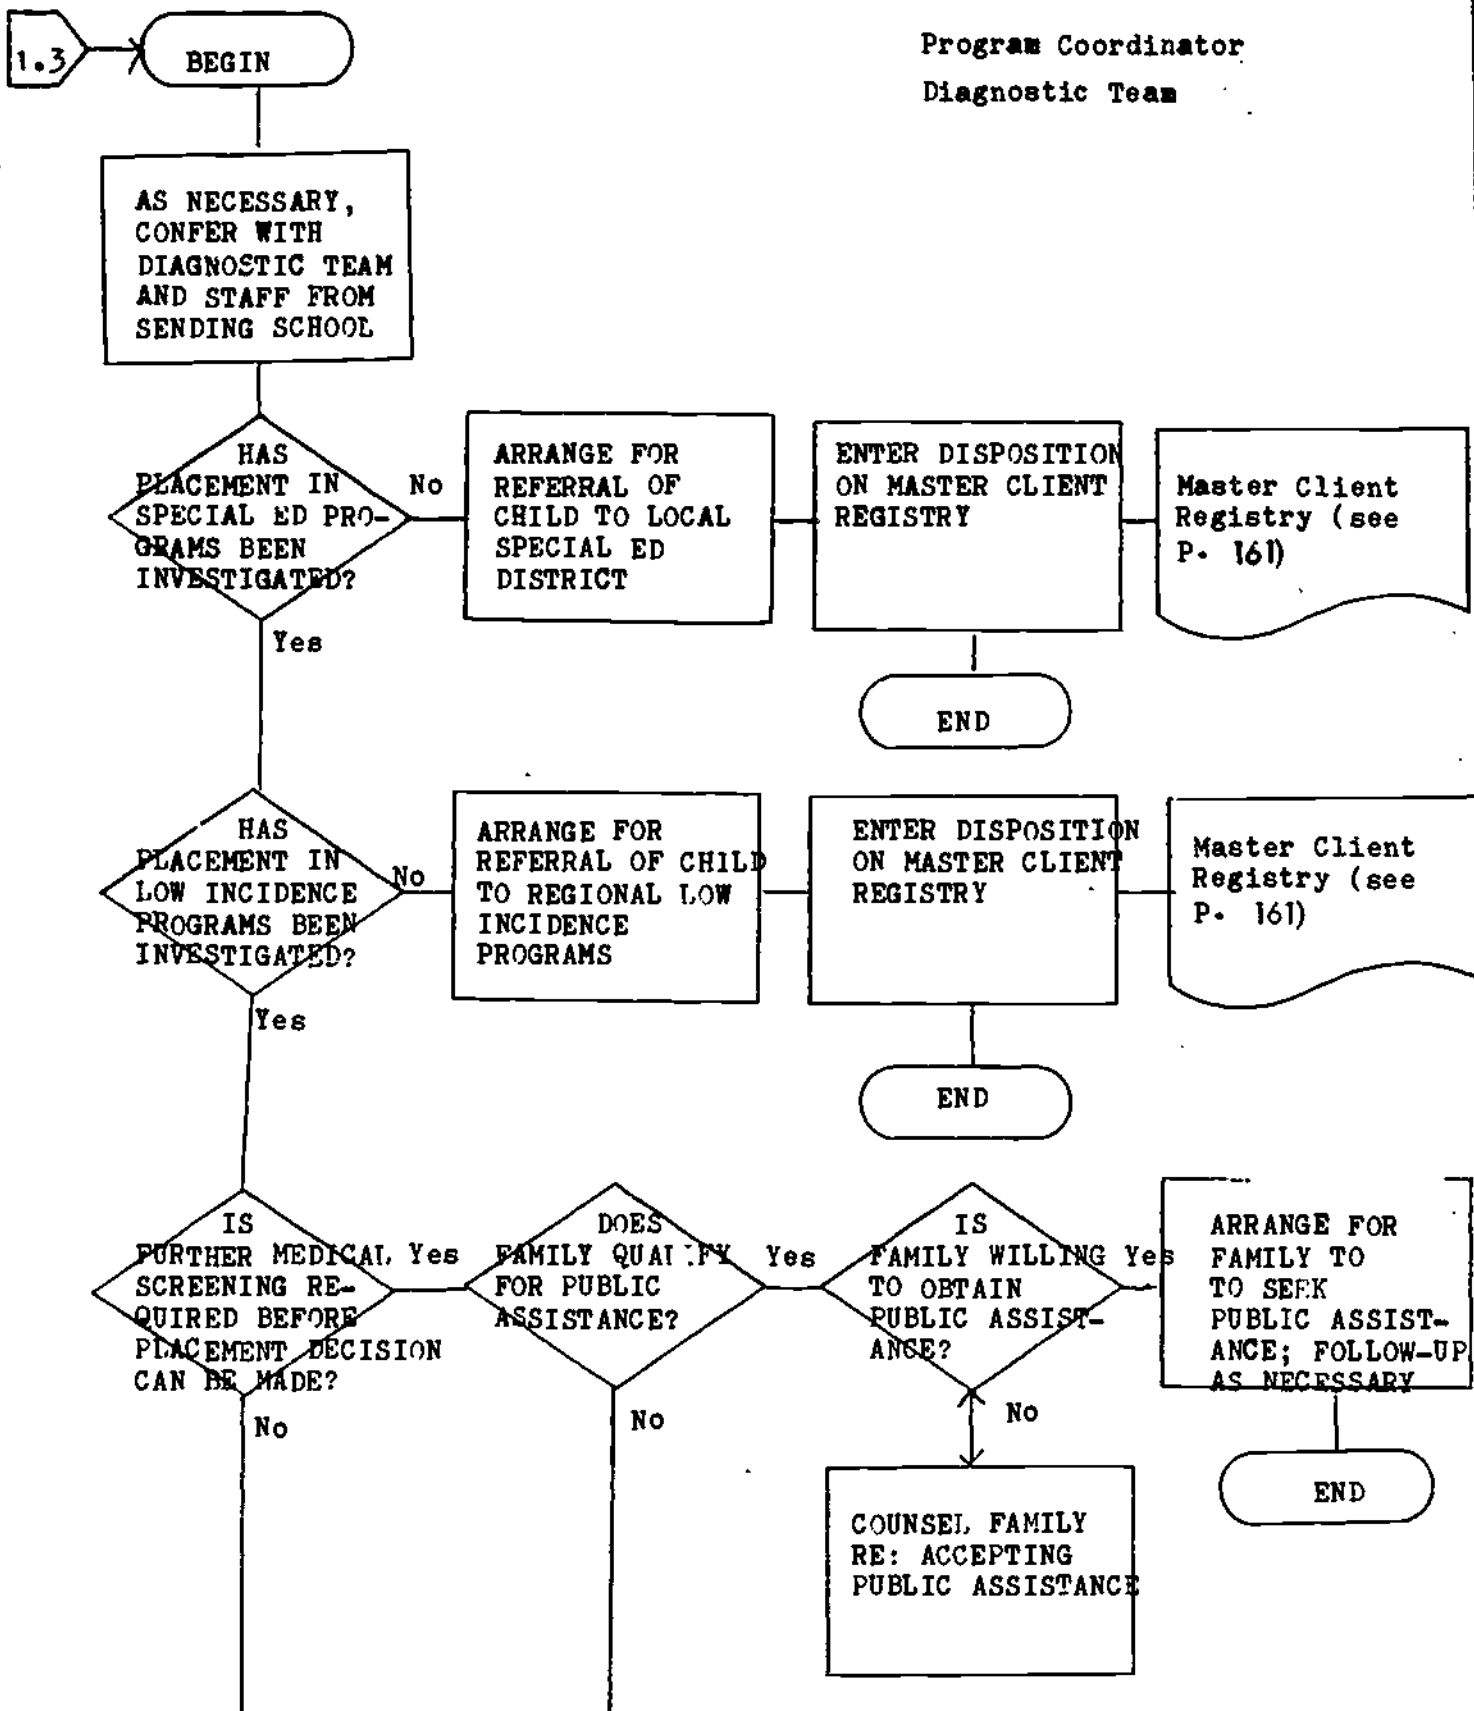 1.3
BEGIN
Program Coordinator
Diagnostic Team
AS NECESSARY,
CONFER WITH
DIAGNOSTIC TEAM
AND STAFF FROM
SENDING SCHOOL
HAS
PLACEMENT IN
SPECIAL ED PRO-
GRAMS BEEN
INVESTIGATED?
No
ARRANGE FOR
REFERRAL OF
CHILD TO LOCAL
SPECIAL ED
DISTRICT
ENTER DISPOSITION
ON MASTER CLIENT
REGISTRY
Master Client
Registry (see
P. 161)
Yes
END
HAS
PLACEMENT IN
LOW INCIDENCE
PROGRAMS BEEN
INVESTIGATED?
No
ARRANGE FOR
REFERRAL OF CHILD
TO REGIONAL LOW
INCIDENCE
PROGRAMS
ENTER DISPOSITION
ON MASTER CLIENT
REGISTRY
Master Client
Registry (see
P. 161)
Yes
END
IS
FURTHER MEDICAL
SCREENING RE-
QUIRED BEFORE
PLACEMENT DECISION
CAN BE MADE?
Yes
DOES
FAMILY QUALIFY
FOR PUBLIC
ASSISTANCE?
Yes
IS
FAMILY WILLING
TO OBTAIN
PUBLIC ASSIST-
ANCE?
Yes
ARRANGE FOR
FAMILY TO
TO SEEK
PUBLIC ASSIST-
ANCE; FOLLOW-UP
AS NECESSARY
No
No
No
END
COUNSEL FAMILY
RE: ACCEPTING
PUBLIC ASSISTANCE